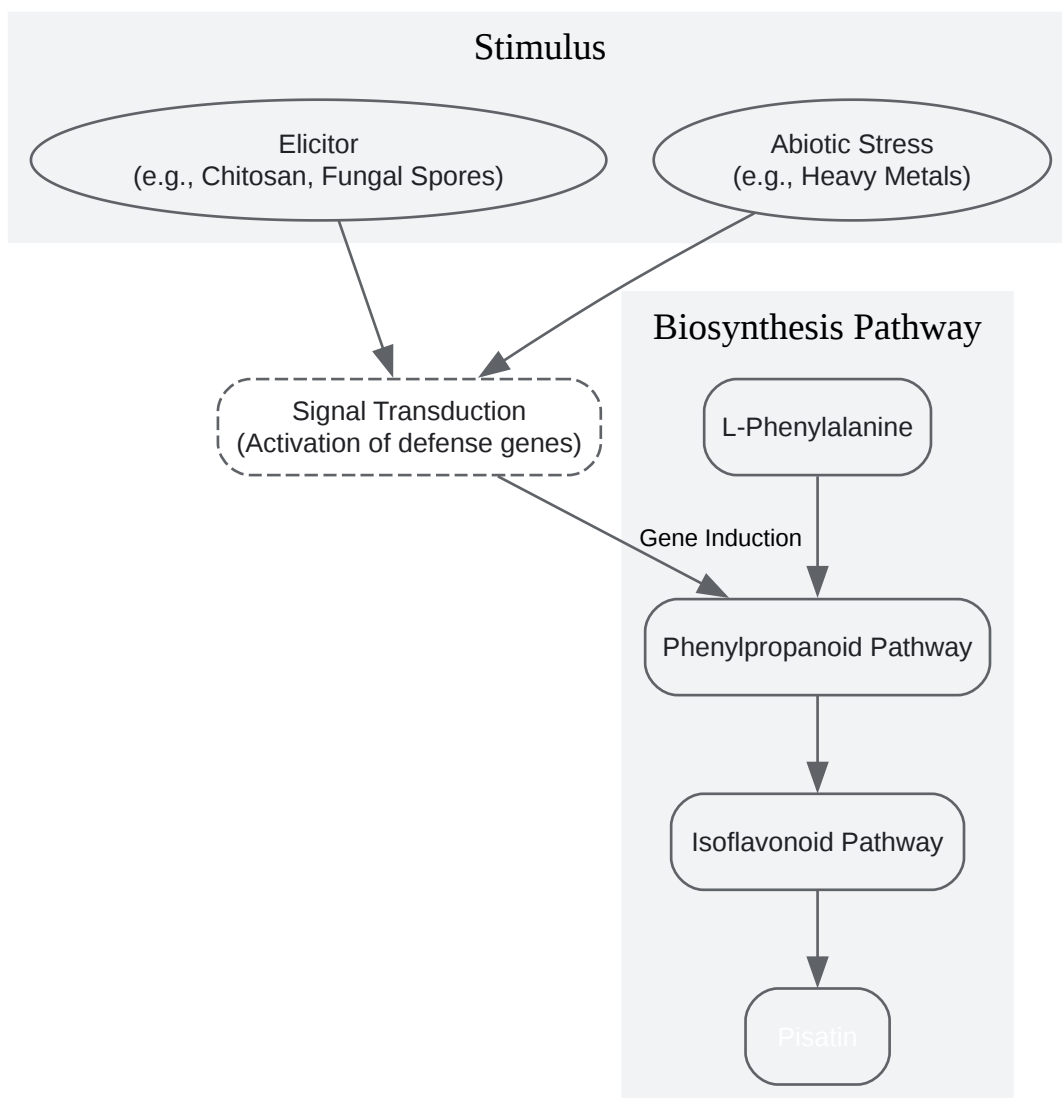 Stimulus
Elicitor
(e.g., Chitosan, Fungal Spores)
Abiotic Stress
(e.g., Heavy Metals)
Signal Transduction
(Activation of defense genes)
Biosynthesis Pathway
L-Phenylalanine
Gene Induction
Phenylpropanoid Pathway
Isoflavonoid Pathway
Pisatin